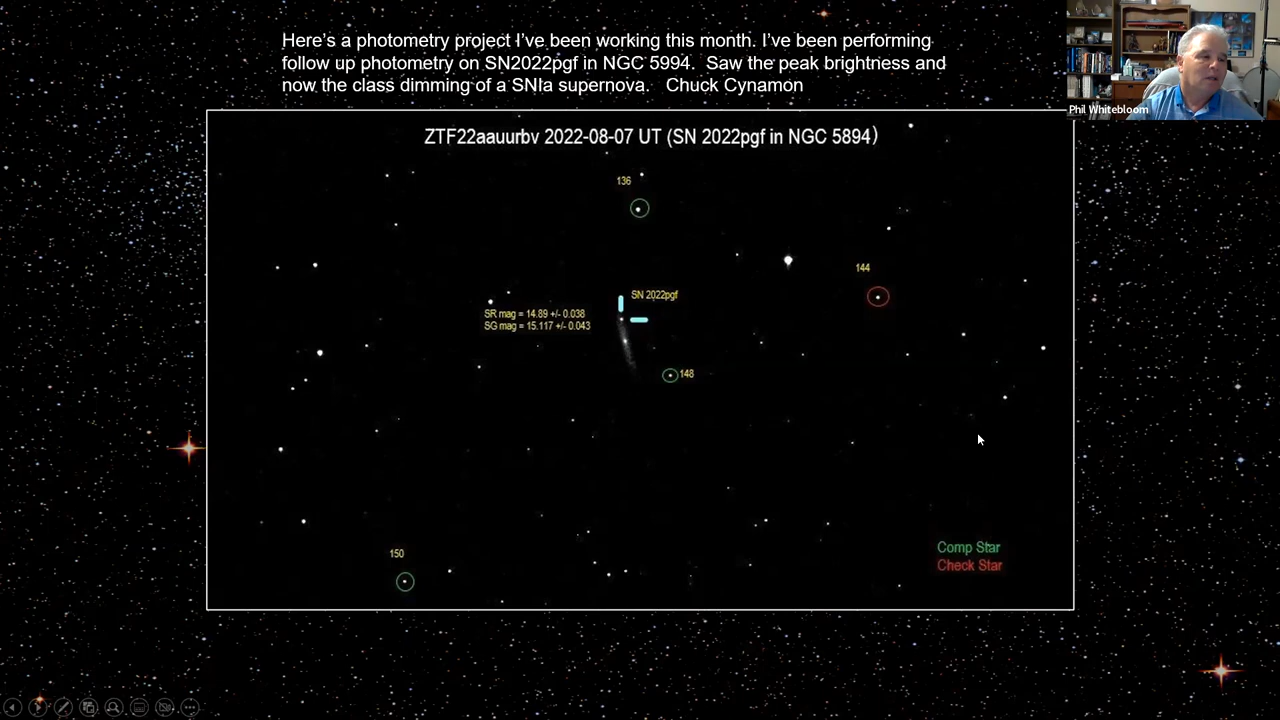 Here's a photometry project I've been working this month. I've been performing
follow up photometry on SN2022pgf in NGC 5994.  Saw the peak brightness and
now the class dimming of a SNIa supernova.   Chuck Cynamon
Phil Whitebloom
ZTF22aauurbv 2022-08-07 UT (SN 2022pgf in NGC 5894)
136
144
SN 2022pgf
SR mag = 14.89 +/- 0.038
SG mag = 15.117 +/- 0.043
148
150
Comp Star
Check Star